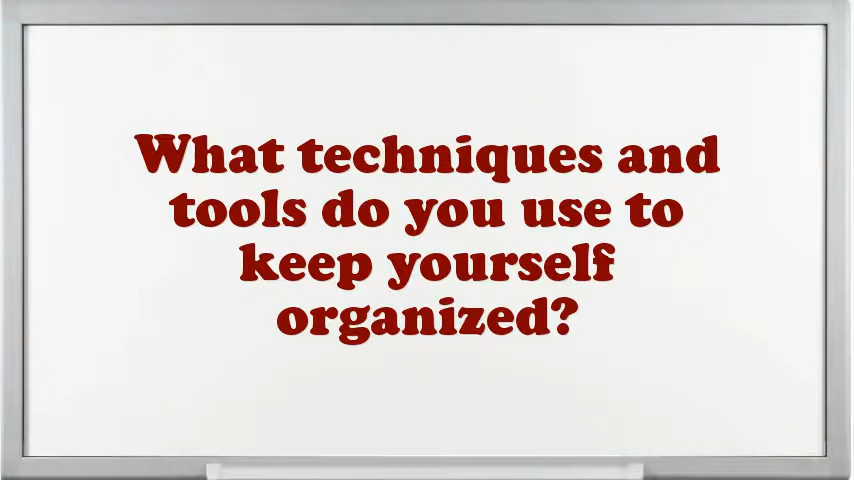 What techniques and
tools do you use to
keep yourself
organized?